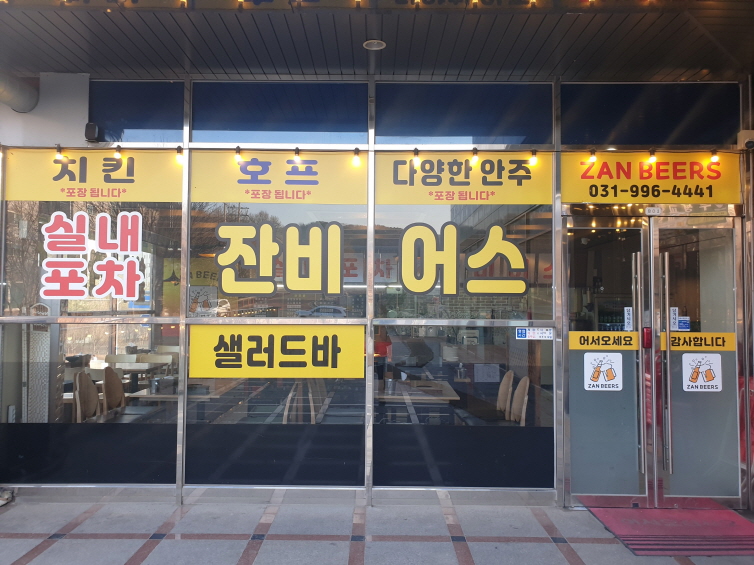 치킨
*포장 됩니다*
호프
*포장 됩니다*
다양한 안주
*포장 됩니다*
ZAN BEERS
031-996-4441
실내
포차
잔비어스
샐러드바
어서오세요
감사합니다
ZAN BEERS
ZAN BEERS